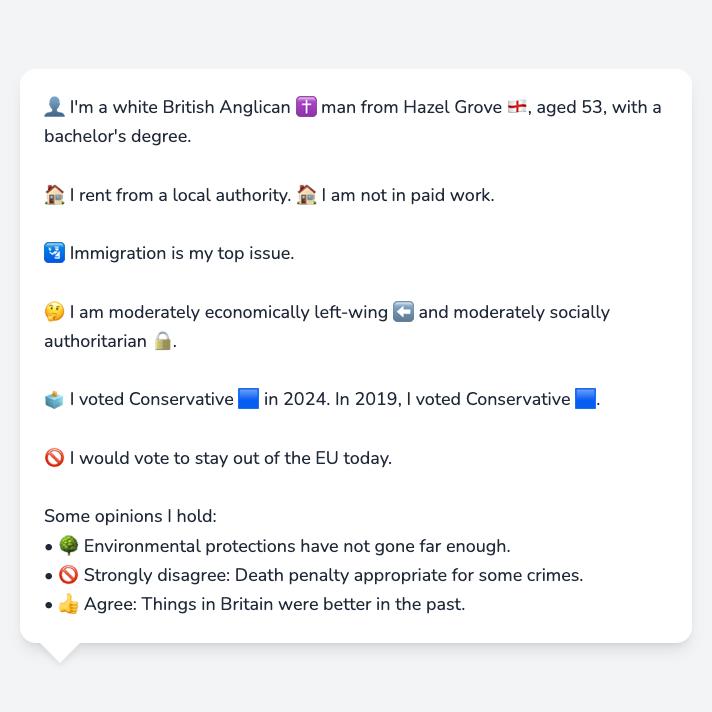 👤 I'm a white British Anglican ✝️ man from Hazel Grove 🏴󠁧󠁢󠁥󠁮󠁧󠁿, aged 53, with a
bachelor's degree.
🏠 I rent from a local authority. 🏠 I am not in paid work.
🛂 Immigration is my top issue.
🤔 I am moderately economically left-wing ⬅️ and moderately socially
authoritarian 🔒.
🗳️ I voted Conservative 🟦 in 2024. In 2019, I voted Conservative 🟦.
🚫 I would vote to stay out of the EU today.
Some opinions I hold:
• 🌳 Environmental protections have not gone far enough.
• 🚫 Strongly disagree: Death penalty appropriate for some crimes.
• 👍 Agree: Things in Britain were better in the past.